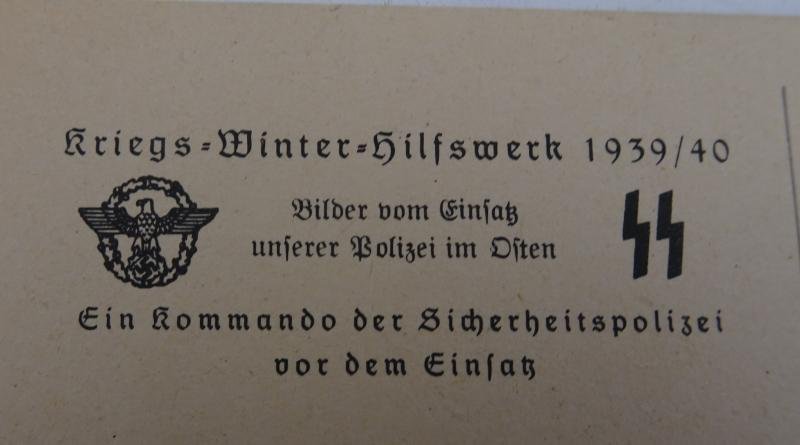 Kriegs-Winter-Hilfswerk 1939/40
Bilder vom Einsatz
unserer Polizei im Osten
Ein Kommando der Sicherheitspolizei
vor dem Einsatz